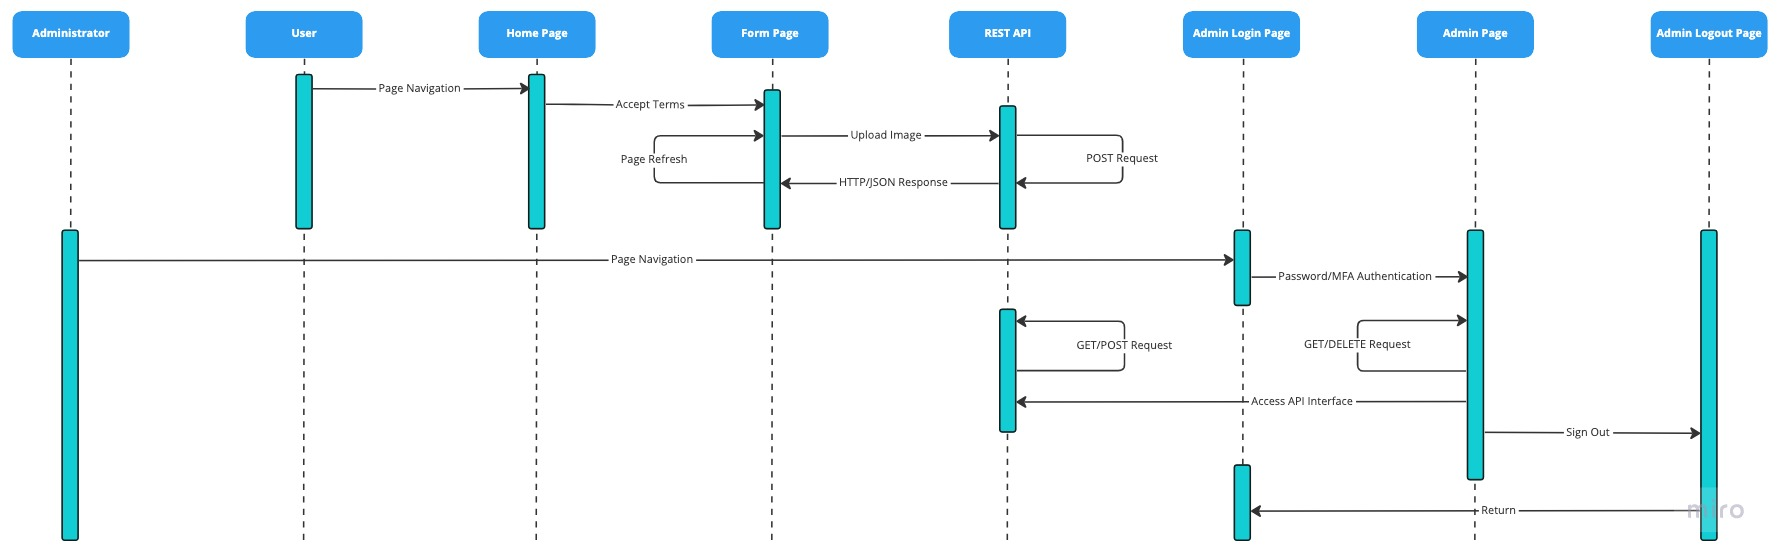 Administrator
User
Home Page
Form Page
REST API
Admin Login Page
Admin Page
Admin Logout Page
Page Navigation
Accept Terms
Upload Image
Page Refresh
POST Request
HTTP/JSON Response
Page Navigation
Password/MFA Authentication
GET/POST Request
GET/DELETE Request
Access API Interface
Sign Out
Return
miro